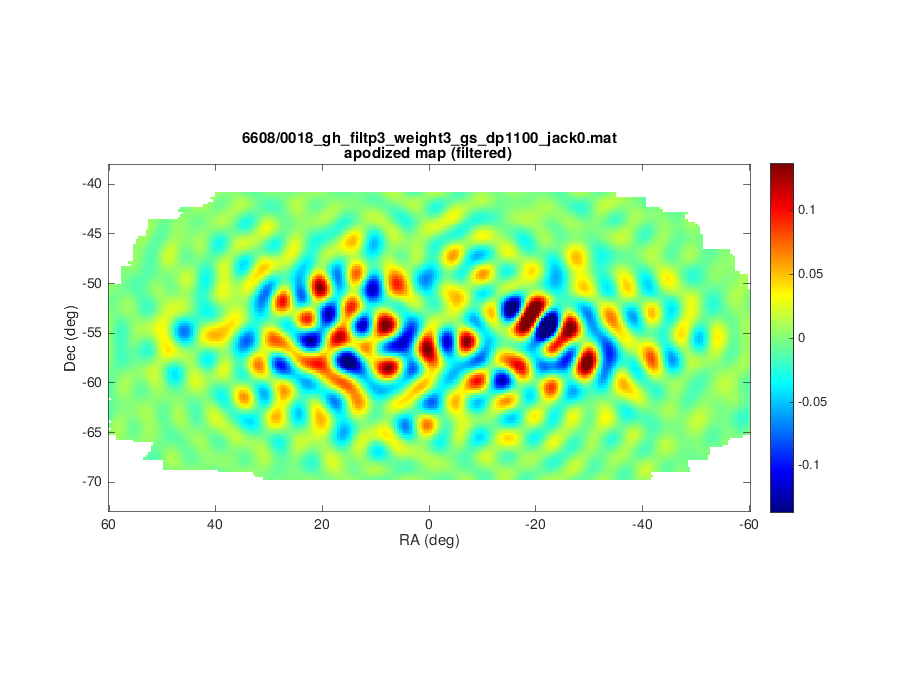 6608/0018_gh_filtp3_weight3_gs_dp1100_jack0.mat
apodized map (filtered)
-40
-45
-50
-55
-60
-65
-70
Dec (deg)
60 40 20 0 -20 -40 -60
RA (deg)
0.1
0.05
0
-0.05
-0.1